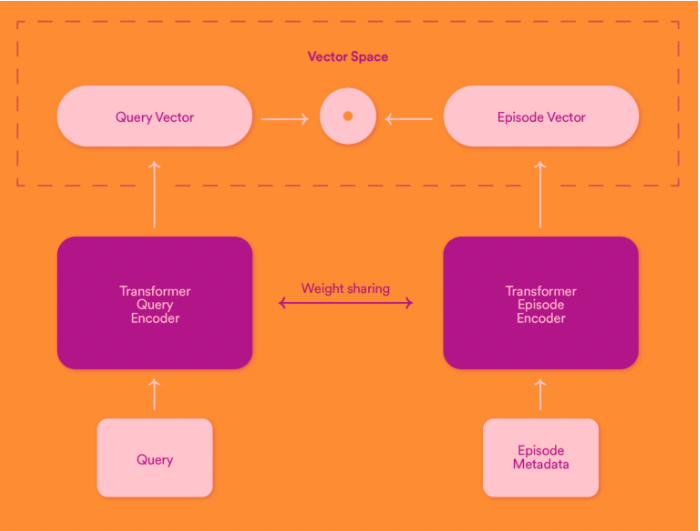 Vector Space
Query Vector
Episode Vector
Transformer
Query
Encoder
Weight sharing
Transformer
Episode
Encoder
Query
Episode
Metadata